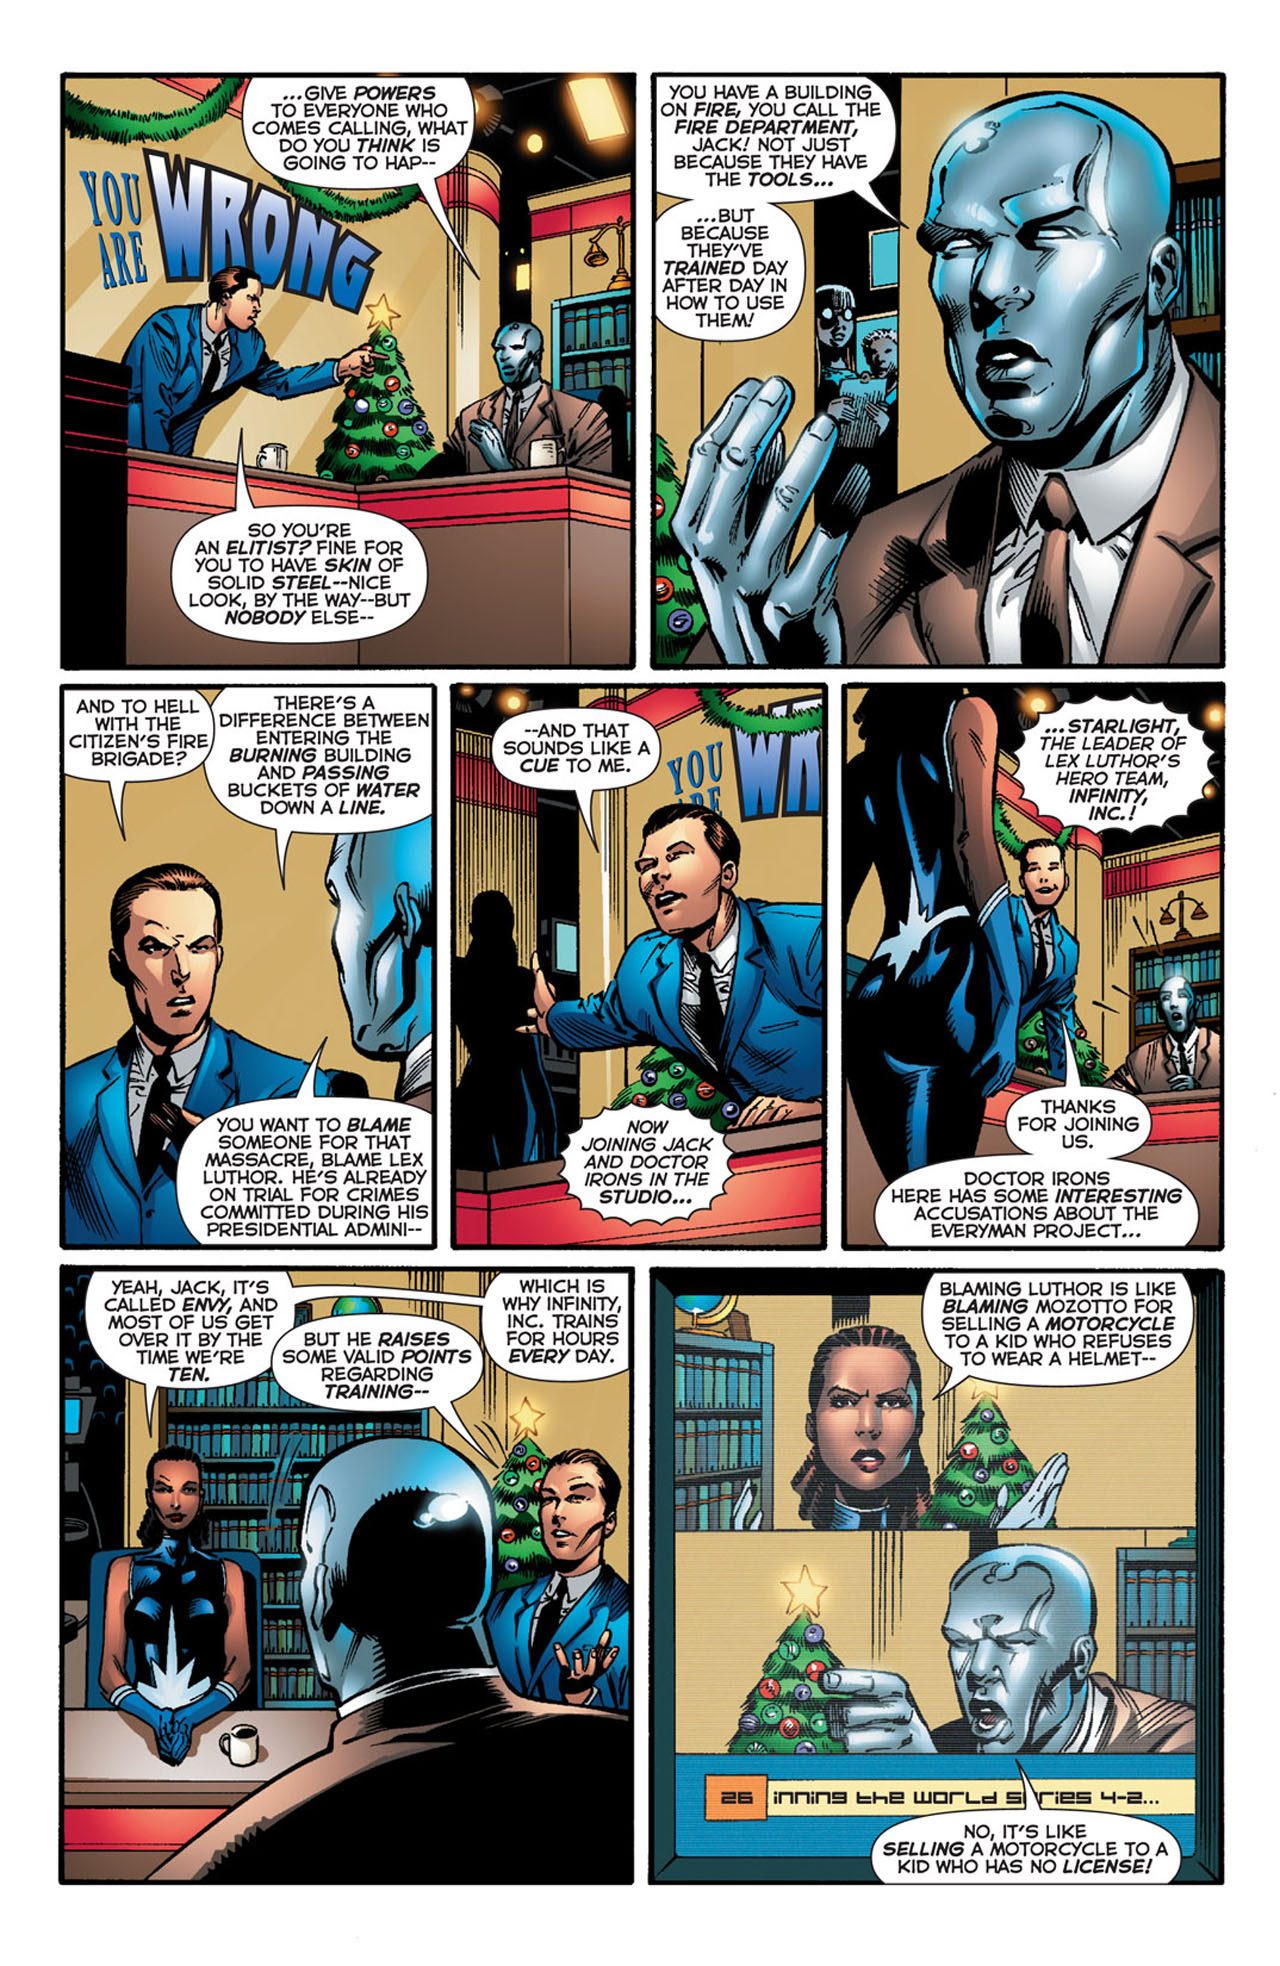 ...GIVE POWERS
TO EVERYONE WHO
COMES CALLING, WHAT
DO YOU THINK IS
GOING TO HAP--
YOU
ARE
WRONG
SO YOU'RE
AN ELITIST? FINE FOR
YOU TO HAVE SKIN OF
SOLID STEEL--NICE
LOOK, BY THE WAY--BUT
NOBODY ELSE--
YOU HAVE A BUILDING
ON FIRE, YOU CALL THE
FIRE DEPARTMENT,
JACK! NOT JUST
BECAUSE THEY HAVE
THE TOOLS...
...BUT
BECAUSE
THEY'VE
TRAINED DAY
AFTER DAY IN
HOW TO USE
THEM!
AND TO HELL
WITH THE
CITIZEN'S FIRE
BRIGADE?
THERE'S A
DIFFERENCE BETWEEN
ENTERING THE
BURNING BUILDING
AND PASSING
BUCKETS OF WATER
DOWN A LINE.
YOU WANT TO BLAME
SOMEONE FOR THAT
MASSACRE, BLAME LEX
LUTHOR. HE'S ALREADY
ON TRIAL FOR CRIMES
COMMITTED DURING HIS
PRESIDENTIAL ADMINI--
--AND THAT
SOUNDS LIKE A
CUE TO ME.
YOU
ARE
WR
NOW
JOINING JACK
AND DOCTOR
IRONS IN THE
STUDIO...
...STARLIGHT,
THE LEADER OF
LEX LUTHOR'S
HERO TEAM,
INFINITY,
INC.!
THANKS
FOR JOINING
US.
DOCTOR IRONS
HERE HAS SOME INTERESTING
ACCUSATIONS ABOUT THE
EVERYMAN PROJECT...
YEAH, JACK, IT'S
CALLED ENVY, AND
MOST OF US GET
OVER IT BY THE
TIME WE'RE
TEN.
BUT HE RAISES
SOME VALID POINTS
REGARDING
TRAINING--
WHICH IS
WHY INFINITY,
INC. TRAINS
FOR HOURS
EVERY DAY.
BLAMING LUTHOR IS LIKE
BLAMING MOZOTTO FOR
SELLING A MOTORCYCLE
TO A KID WHO REFUSES
TO WEAR A HELMET--
26 inning the world series 4-2...
NO, IT'S LIKE
SELLING A MOTORCYCLE TO A
KID WHO HAS NO LICENSE!